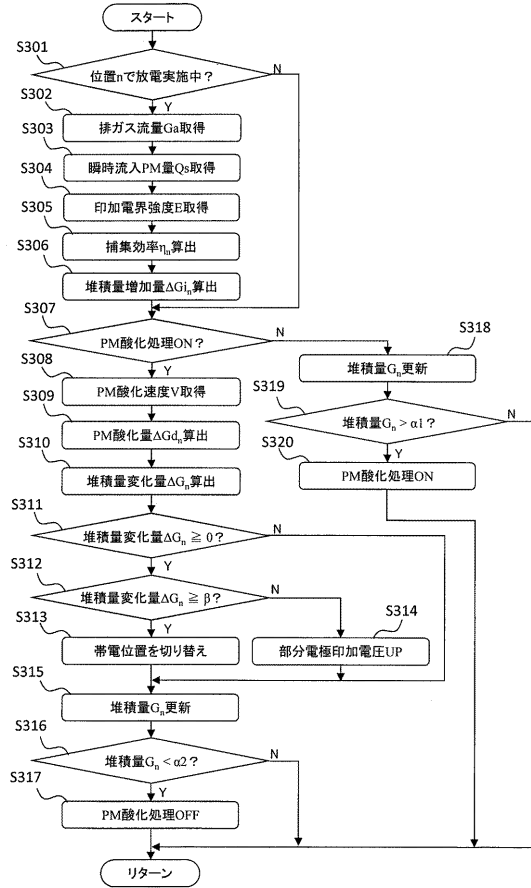 スタート
S301
位置nで放電実施中？
N
Y
S302
排ガス流量Ga取得
S303
瞬時流入PM量Qs取得
S304
印加電界強度E取得
S305
捕集効率ηn算出
S306
堆積量増加量ΔGin算出
S307
PM酸化処理ON？
N
Y
S308
PM酸化速度V取得
S309
PM酸化量ΔGdn算出
S310
堆積量変化量ΔGn算出
S311
堆積量変化量ΔGn ≧ 0？
N
Y
S312
堆積量変化量ΔGn ≧ β？
N
Y
S313
帯電位置を切り替え
S314
部分電極印加電圧UP
S315
堆積量Gn更新
S316
堆積量Gn < α2？
N
Y
S317
PM酸化処理OFF
リターン
S318
堆積量Gn更新
S319
堆積量Gn > α1？
N
Y
S320
PM酸化処理ON